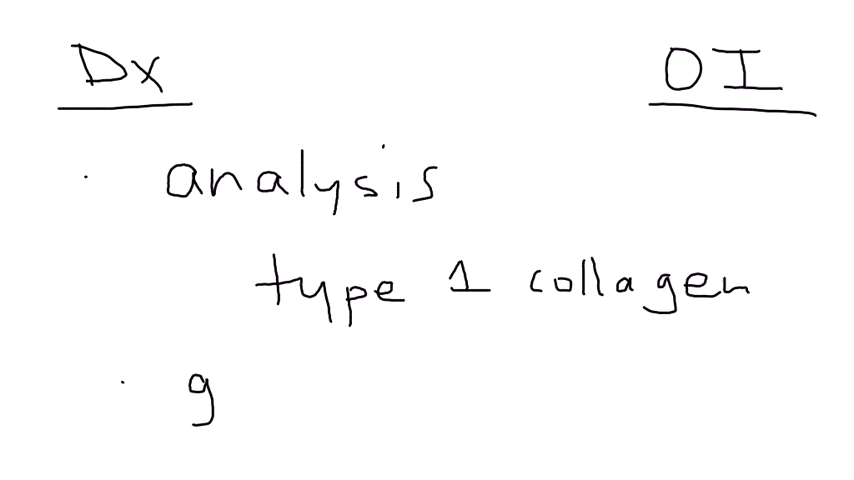 Dx OI
· analysis
type 1 collagen
· g